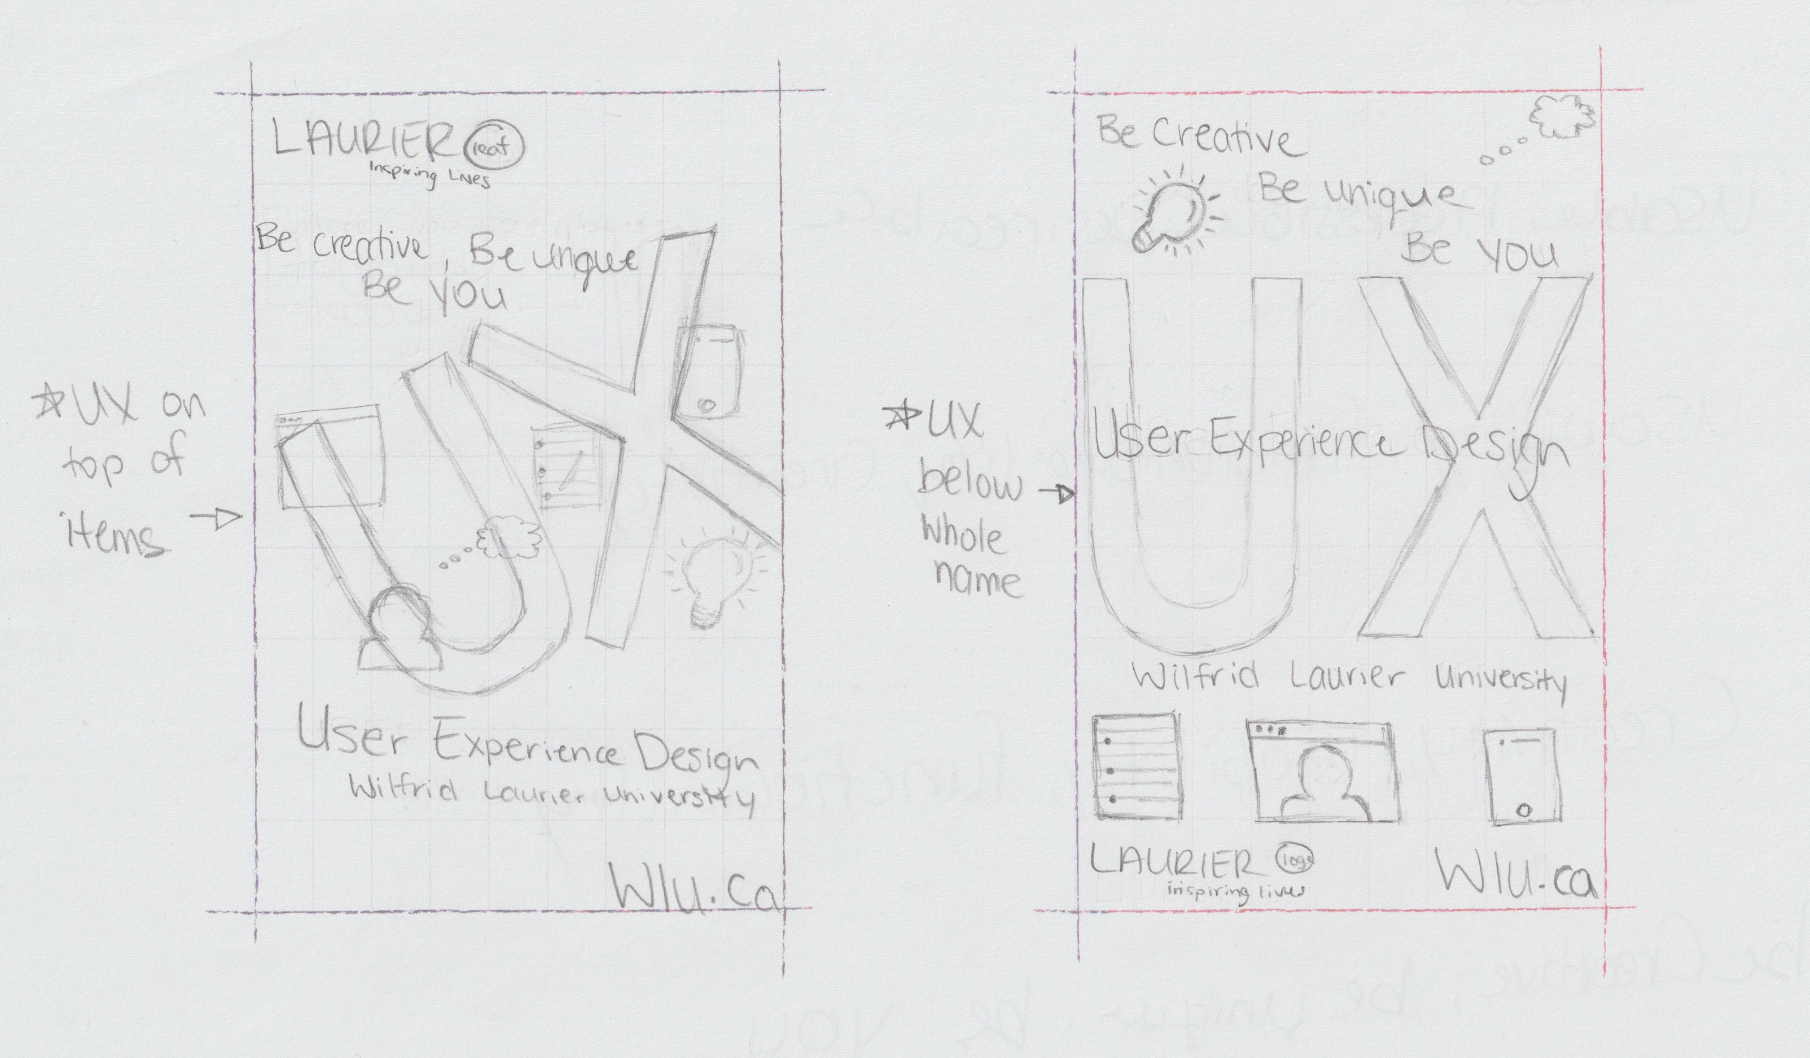 LAURIER leaf
Inspiring Lives
Be creative, Be unique
Be you
*UX on
top of
items
User Experience Design
Wilfrid Laurier University
Wlu.ca
Be Creative
Be unique
Be you
UX
*UX
below
whole
name
User Experience Design
Wilfrid Laurier University
LAURIER logo
inspiring lives
Wlu.ca
UX